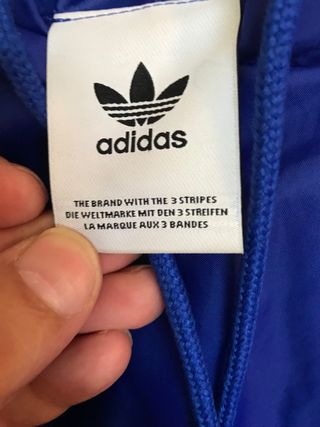 adidas
THE BRAND WITH THE 3 STRIPES
DIE WELTMARKE MIT DEN 3 STREIFEN
LA MARQUE AUX 3 BANDES